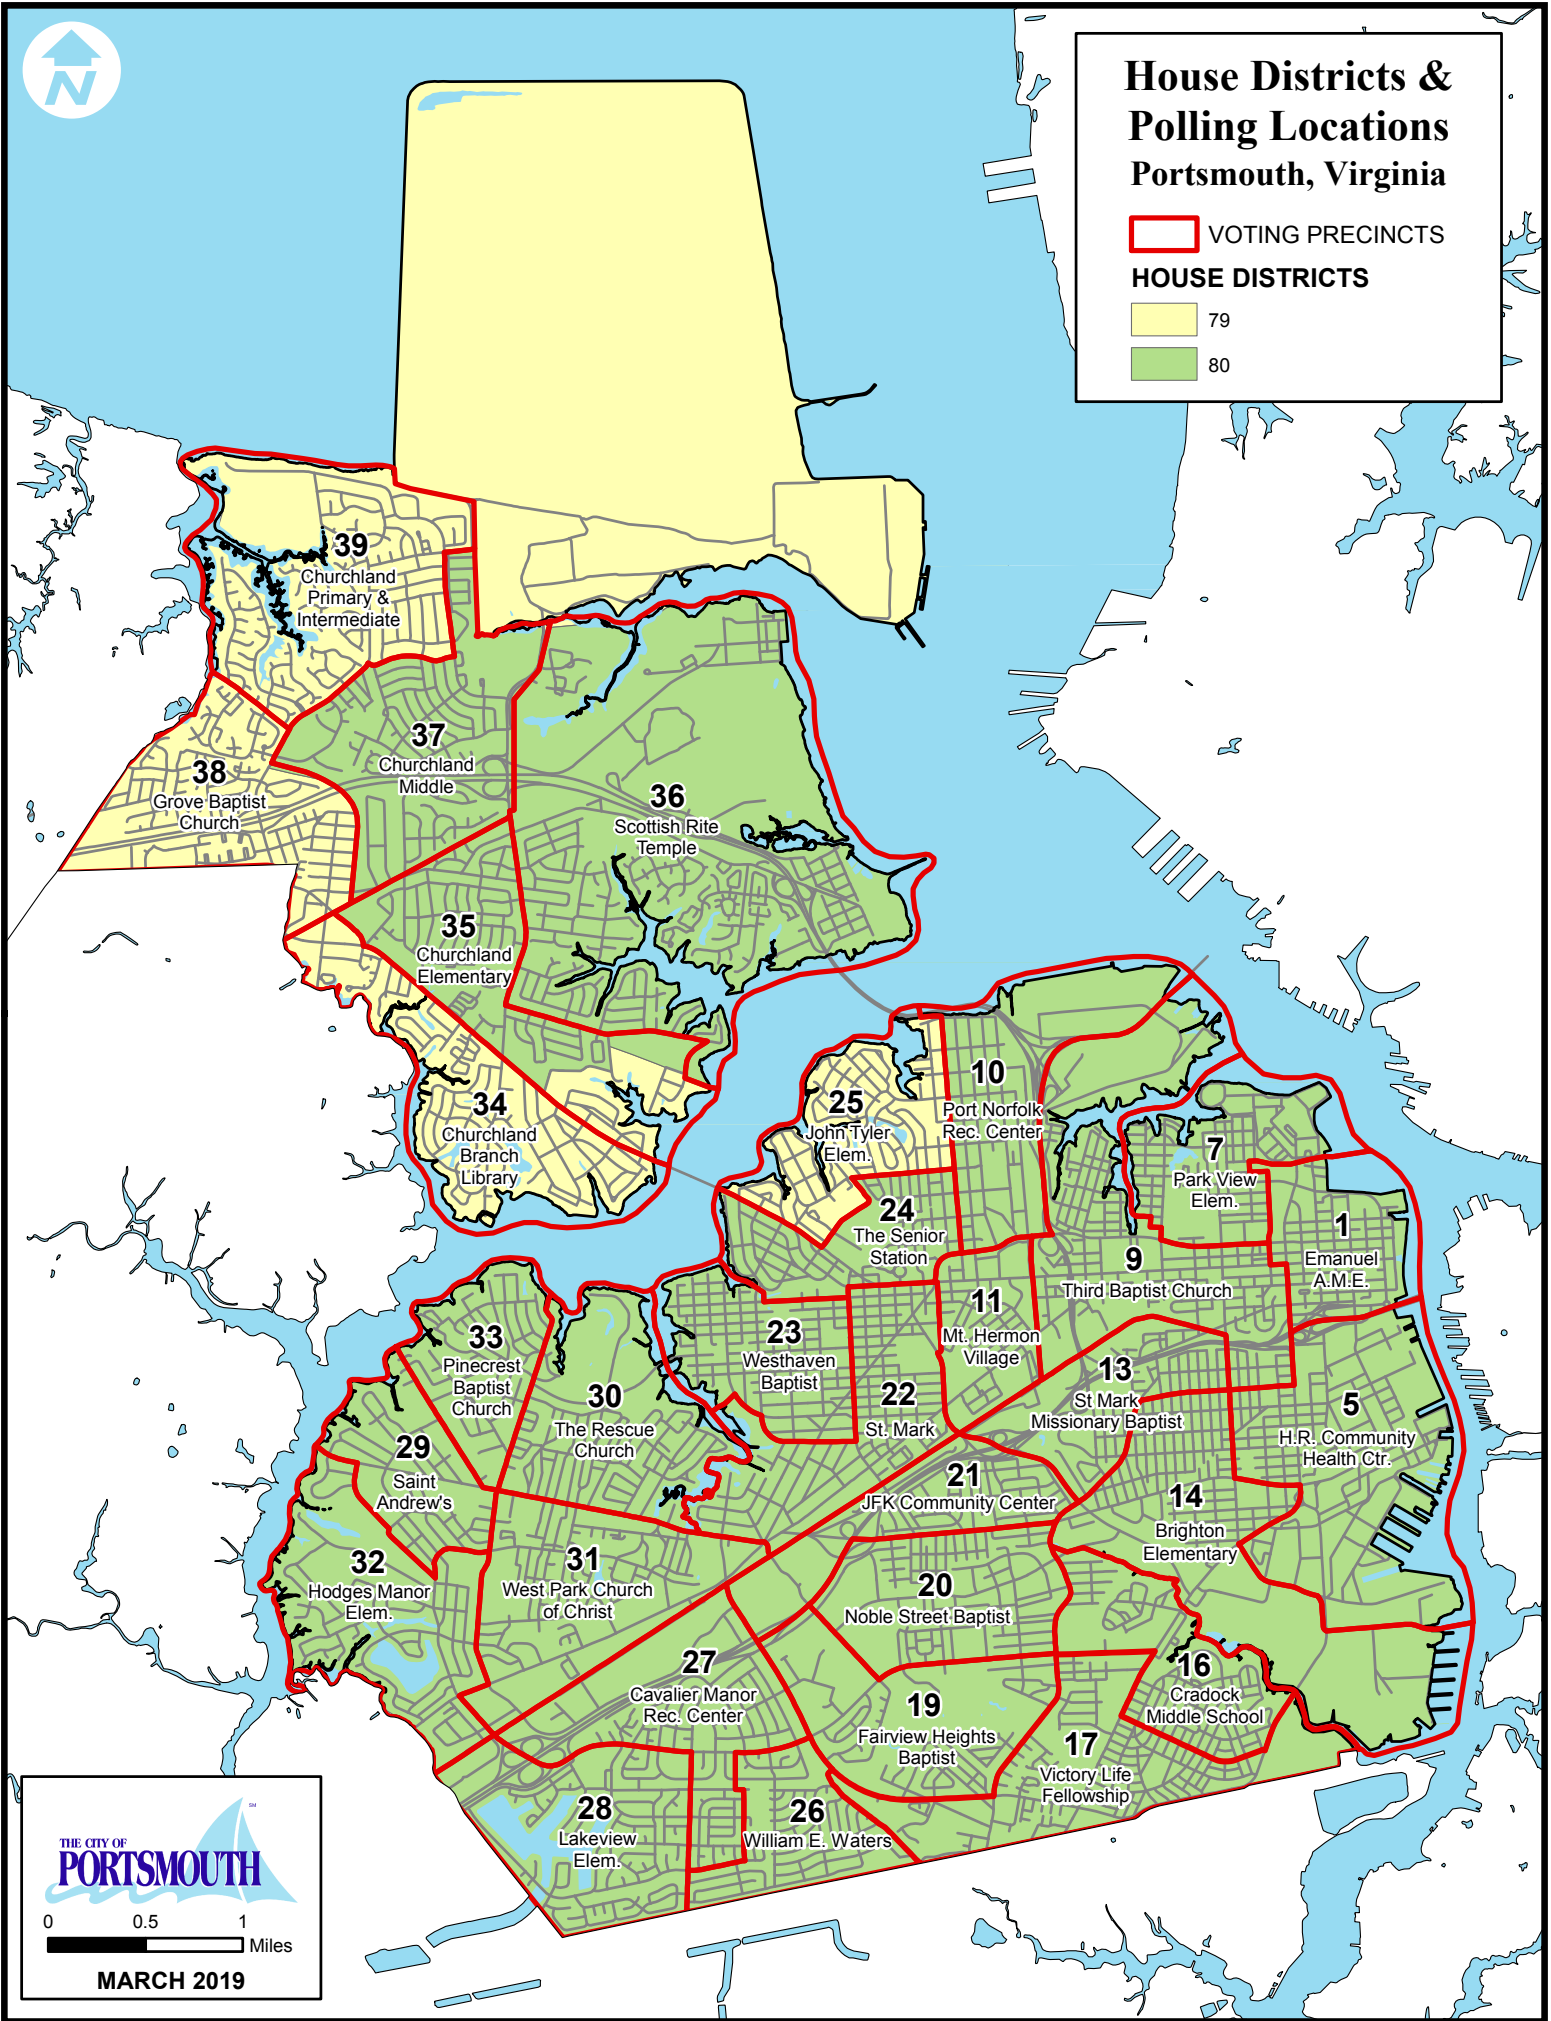 N
House Districts &
Polling Locations
Portsmouth, Virginia
VOTING PRECINCTS
HOUSE DISTRICTS
79
80
39
Churchland
Primary &
Intermediate
37
Churchland
Middle
38
Grove Baptist
Church
36
Scottish Rite
Temple
35
Churchland
Elementary
34
Churchland
Branch
Library
25
John Tyler
Elem.
10
Port Norfolk
Rec. Center
7
Park View
Elem.
24
The Senior
Station
1
Emanuel
A.M.E.
9
Third Baptist Church
11
Mt. Hermon
Village
33
Pinecrest
Baptist
Church
23
Westhaven
Baptist
30
The Rescue
Church
22
St. Mark
13
St Mark
Missionary Baptist
5
H.R. Community
Health Ctr.
29
Saint
Andrew's
21
JFK Community Center
14
Brighton
Elementary
32
Hodges Manor
Elem.
31
West Park Church
of Christ
20
Noble Street Baptist
27
Cavalier Manor
Rec. Center
16
Cradock
Middle School
19
Fairview Heights
Baptist
17
Victory Life
Fellowship
28
Lakeview
Elem.
26
William E. Waters
SM
THE CITY OF
PORTSMOUTH
0 0.5 1
Miles
MARCH 2019